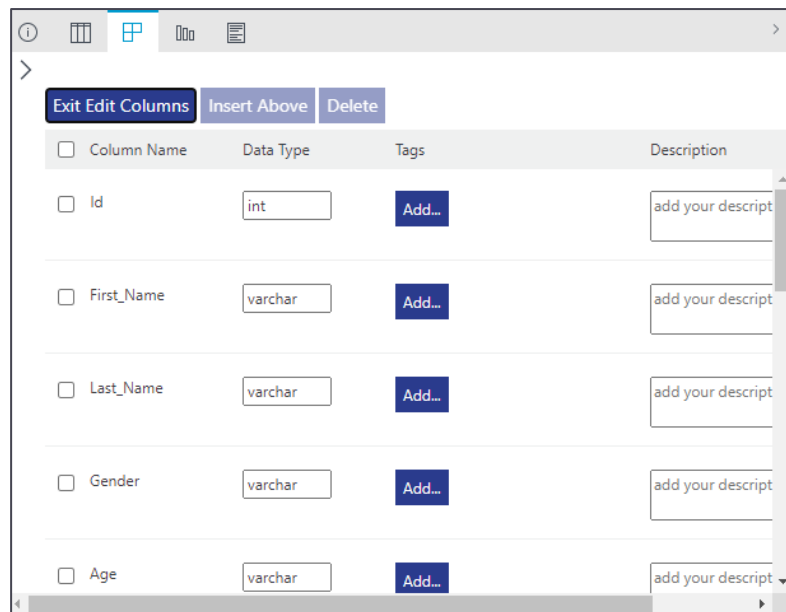 Exit Edit Columns Insert Above Delete
Column Name Data Type Tags Description
Id int Add... add your descript
First_Name varchar Add... add your descript
Last_Name varchar Add... add your descript
Gender varchar Add... add your descript
Age varchar Add... add your descript